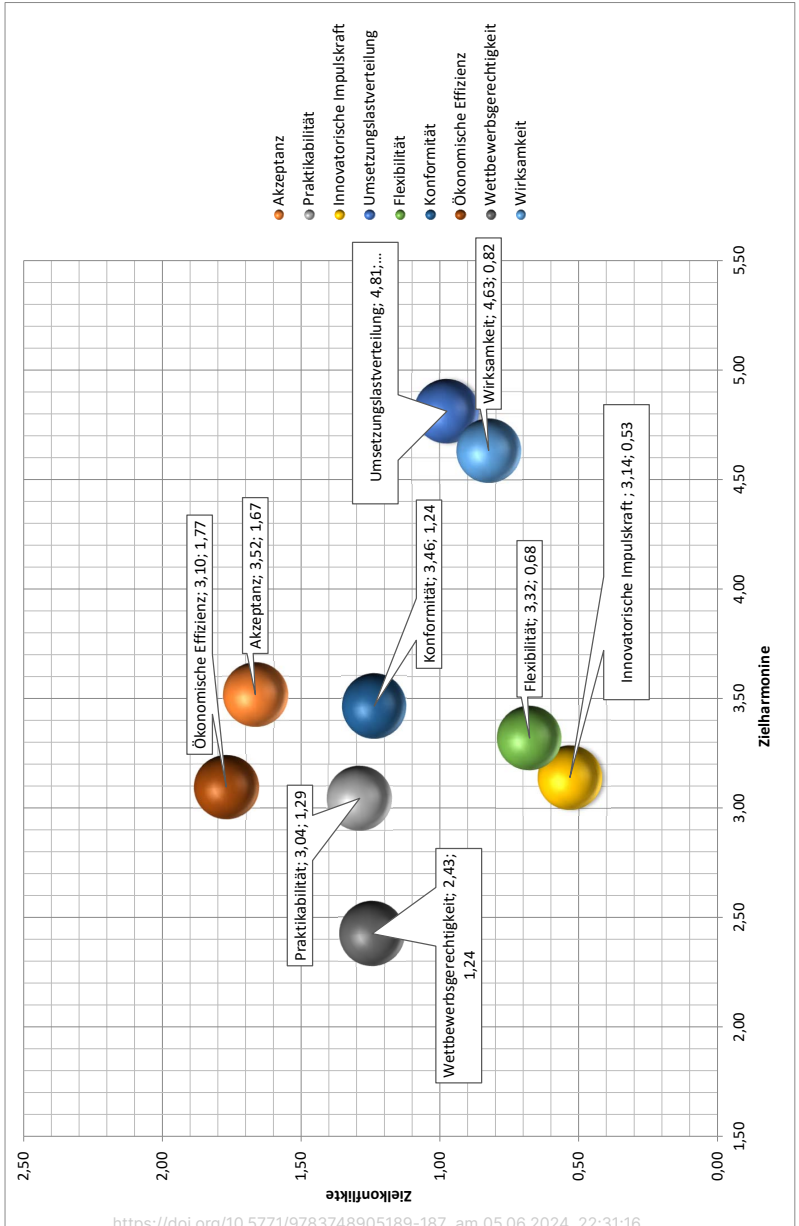 2,50
2,00
1,50
1,00
0,50
0,00
Zielkonflikte
1,50
2,00
2,50
3,00
3,50
4,00
4,50
5,00
5,50
Zielharmonine
Ökonomische Effizienz; 3,10; 1,77
Akzeptanz; 3,52; 1,67
Praktikabilität; 3,04; 1,29
Konformität; 3,46; 1,24
Wettbewerbsgerechtigkeit; 2,43;
1,24
Umsetzungslastverteilung; 4,81;...
Wirksamkeit; 4,63; 0,82
Flexibilität; 3,32; 0,68
Innovatorische Impulskraft ; 3,14; 0,53
Akzeptanz
Praktikabilität
Innovatorische Impulskraft
Umsetzungslastverteilung
Flexibilität
Konformität
Ökonomische Effizienz
Wettbewerbsgerechtigkeit
Wirksamkeit
https://doi.org/10.5771/9783748905189-187, am 05.06.2024, 22:31:16